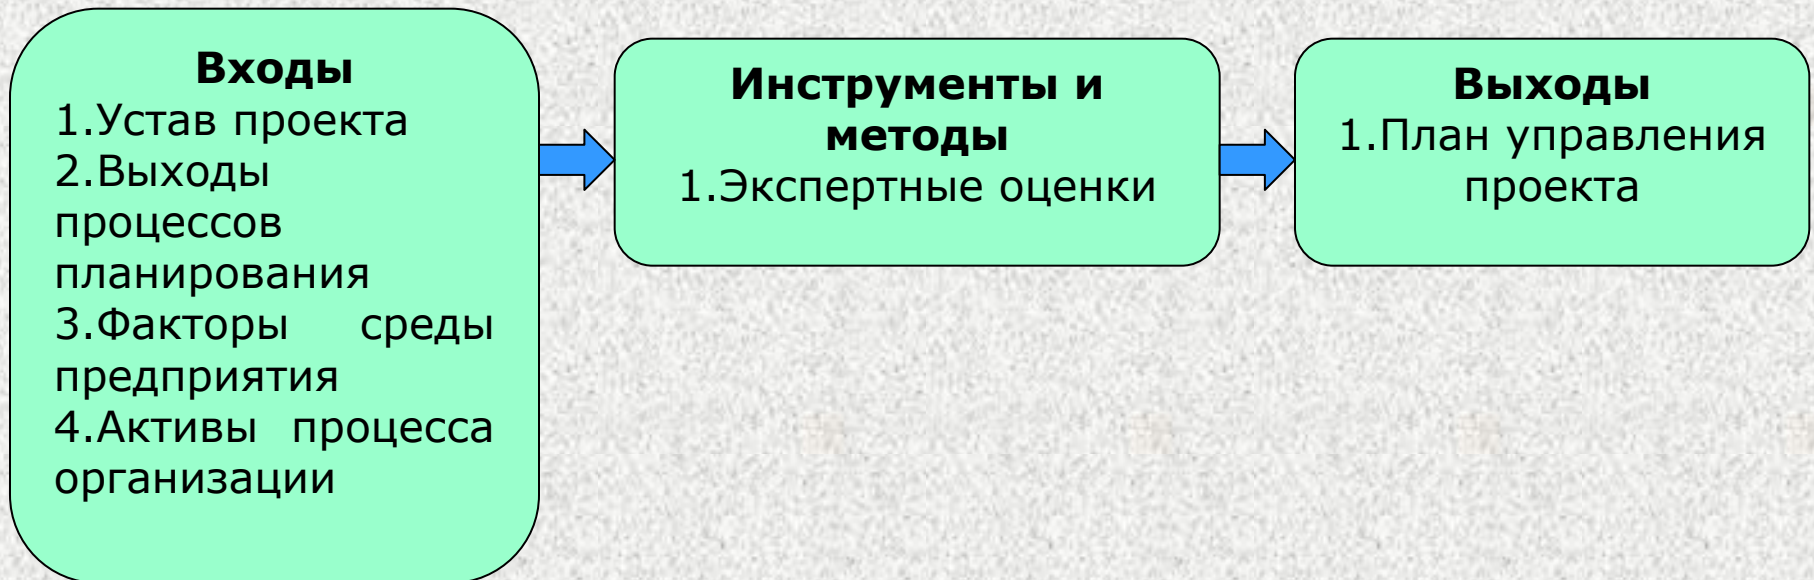 Входы
1.Устав проекта
2.Выходы
процессов
планирования
3.Факторы среды
предприятия
4.Активы процесса
организации
Инструменты и
методы
1.Экспертные оценки
Выходы
1.План управления
проекта